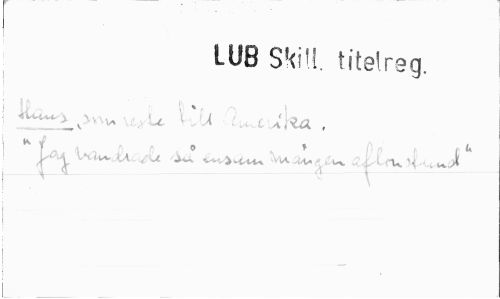 LUB Skill. titelreg.
Hans, som reste till Amerika.
"Jag vandrade så ensam mången aftonstund"